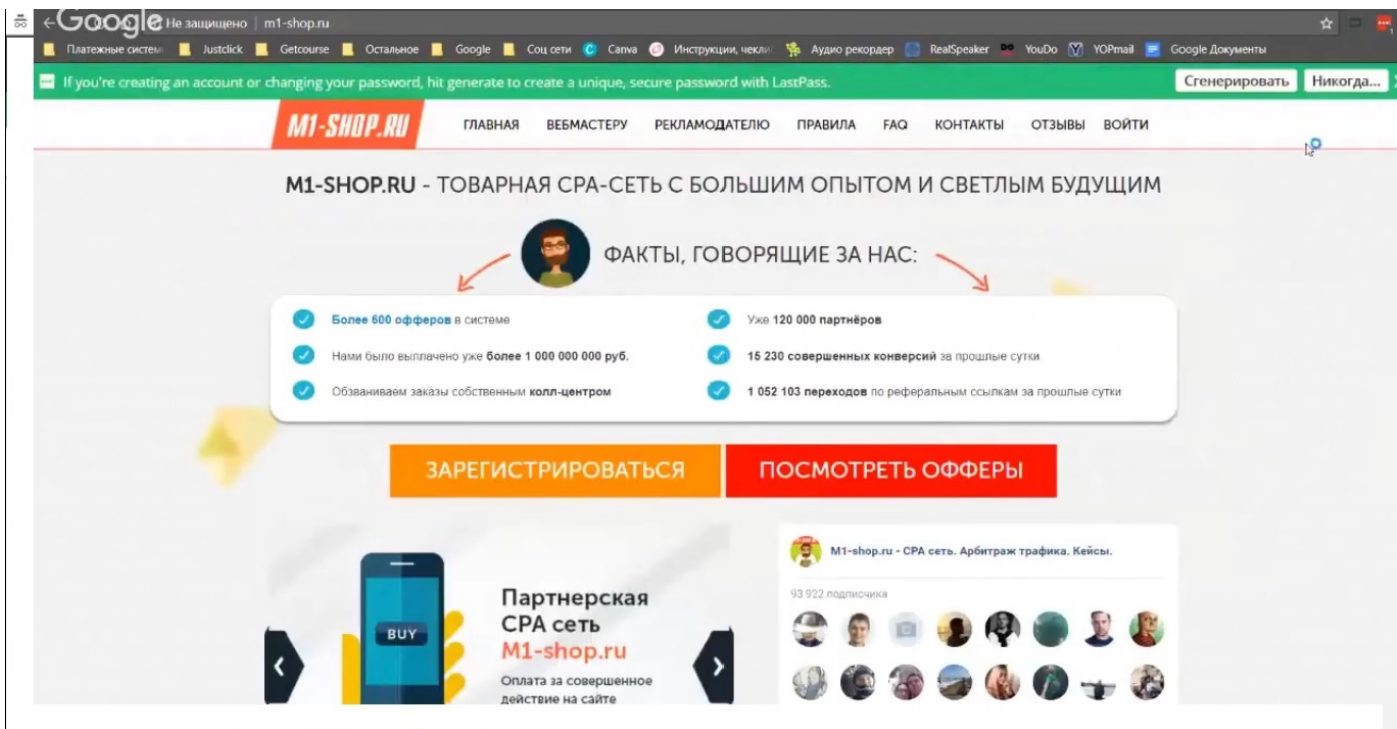 Google
Не защищено | m1-shop.ru
Платежные систем Justclick Getcourse Остальное Google Соц сети Canva Инструкции, чекли Аудио рекордер RealSpeaker YouDo YOPmail Google Документы
If you're creating an account or changing your password, hit generate to create a unique, secure password with LastPass. Сгенерировать Никогда...
M1-SHOP.RU ГЛАВНАЯ ВЕБМАСТЕРУ РЕКЛАМОДАТЕЛЮ ПРАВИЛА FAQ КОНТАКТЫ ОТЗЫВЫ ВОЙТИ
M1-SHOP.RU - ТОВАРНАЯ CPA-СЕТЬ С БОЛЬШИМ ОПЫТОМ И СВЕТЛЫМ БУДУЩИМ
ФАКТЫ, ГОВОРЯЩИЕ ЗА НАС:
Более 600 офферов в системе
Нами было выплачено уже более 1 000 000 000 руб.
Обзваниваем заказы собственным колл-центром
Уже 120 000 партнёров
15 230 совершенных конверсий за прошлые сутки
1 052 103 переходов по реферальным ссылкам за прошлые сутки
ЗАРЕГИСТРИРОВАТЬСЯ ПОСМОТРЕТЬ ОФФЕРЫ
BUY
Партнерская
CPA сеть
M1-shop.ru
Оплата за совершенное
действие на сайте
M1-shop.ru - CPA сеть. Арбитраж трафика. Кейсы.
93 922 подписчика